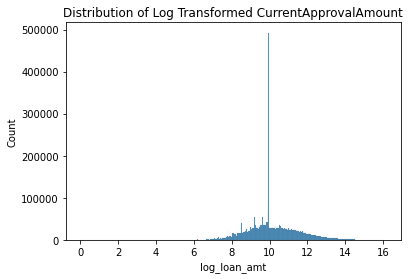 Distribution of Log Transformed CurrentApprovalAmount
500000
400000
300000
200000
100000
0
Count
0 2 4 6 8 10 12 14 16
log_loan_amt